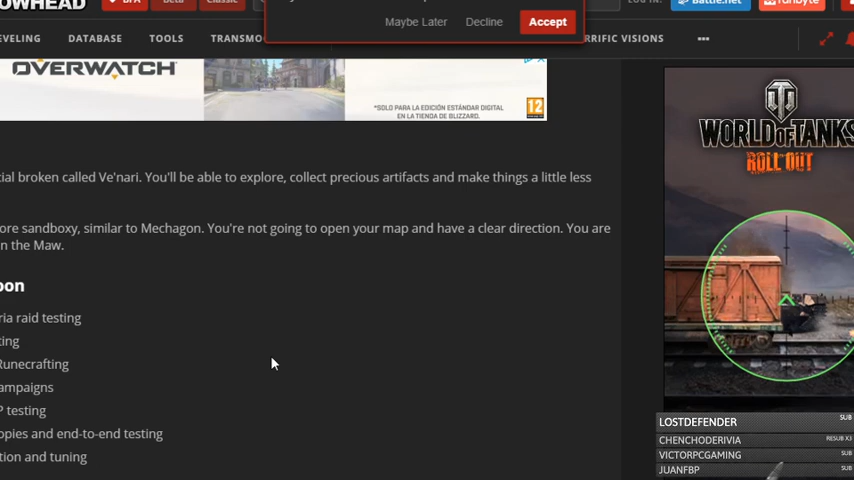 OWHEAD BFA Beta Classic LOG IN: Battle.net fanbyte
Maybe Later Decline Accept
EVELING DATABASE TOOLS TRANSMO RRIFIC VISIONS •••
OVERWATCH
*SOLO PARA LA EDICIÓN ESTÁNDAR DIGITAL
EN LA TIENDA DE BLIZZARD.
12
WORLD OF TANKS
ROLL OUT
ial broken called Ve'nari. You'll be able to explore, collect precious artifacts and make things a little less
ore sandboxy, similar to Mechagon. You're not going to open your map and have a clear direction. You are
n the Maw.
oon
ria raid testing
ting
Runecrafting
ampaigns
P testing
opies and end-to-end testing
tion and tuning
LOSTDEFENDER SUB
CHENCHODERIVIA RESUB X3
VICTORPCGAMING SUB
JUANFBP SUB